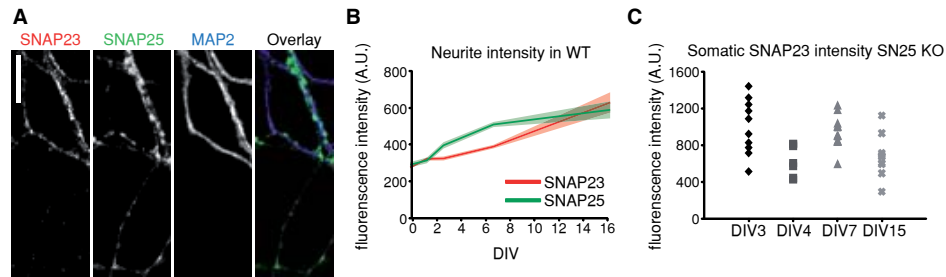 A
SNAP23 SNAP25 MAP2 Overlay
B
Neurite intensity in WT
fluorescence intensity (A.U.)
800
600
400
200
0
0 2 4 6 8 10 12 14 16
DIV
SNAP23
SNAP25
C
Somatic SNAP23 intensity SN25 KO
fluorescence intensity (A.U.)
1600
1200
800
400
0
DIV3 DIV4 DIV7 DIV15